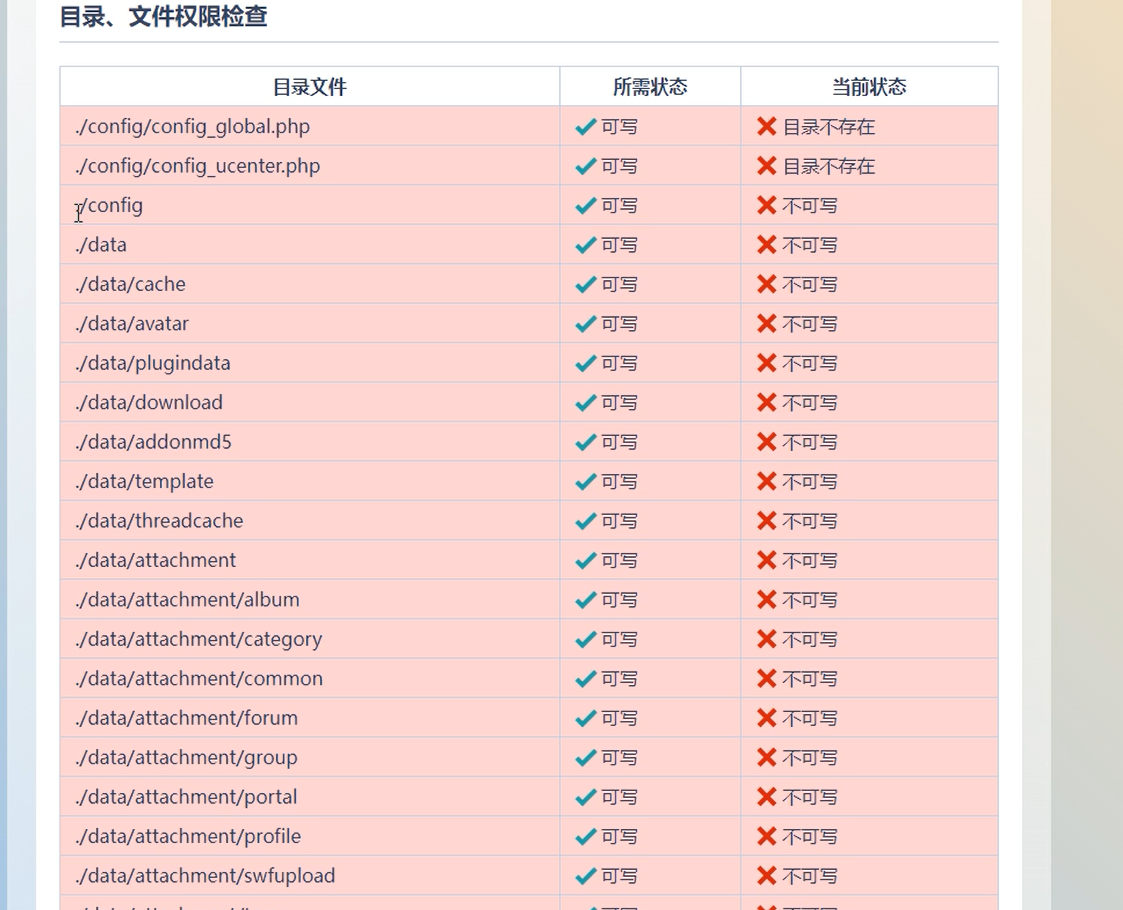 目录、文件权限检查
目录文件 所需状态 当前状态
./config/config_global.php 可写 目录不存在
./config/config_ucenter.php 可写 目录不存在
./config 可写 不可写
./data 可写 不可写
./data/cache 可写 不可写
./data/avatar 可写 不可写
./data/plugindata 可写 不可写
./data/download 可写 不可写
./data/addonmd5 可写 不可写
./data/template 可写 不可写
./data/threadcache 可写 不可写
./data/attachment 可写 不可写
./data/attachment/album 可写 不可写
./data/attachment/category 可写 不可写
./data/attachment/common 可写 不可写
./data/attachment/forum 可写 不可写
./data/attachment/group 可写 不可写
./data/attachment/portal 可写 不可写
./data/attachment/profile 可写 不可写
./data/attachment/swfupload 可写 不可写